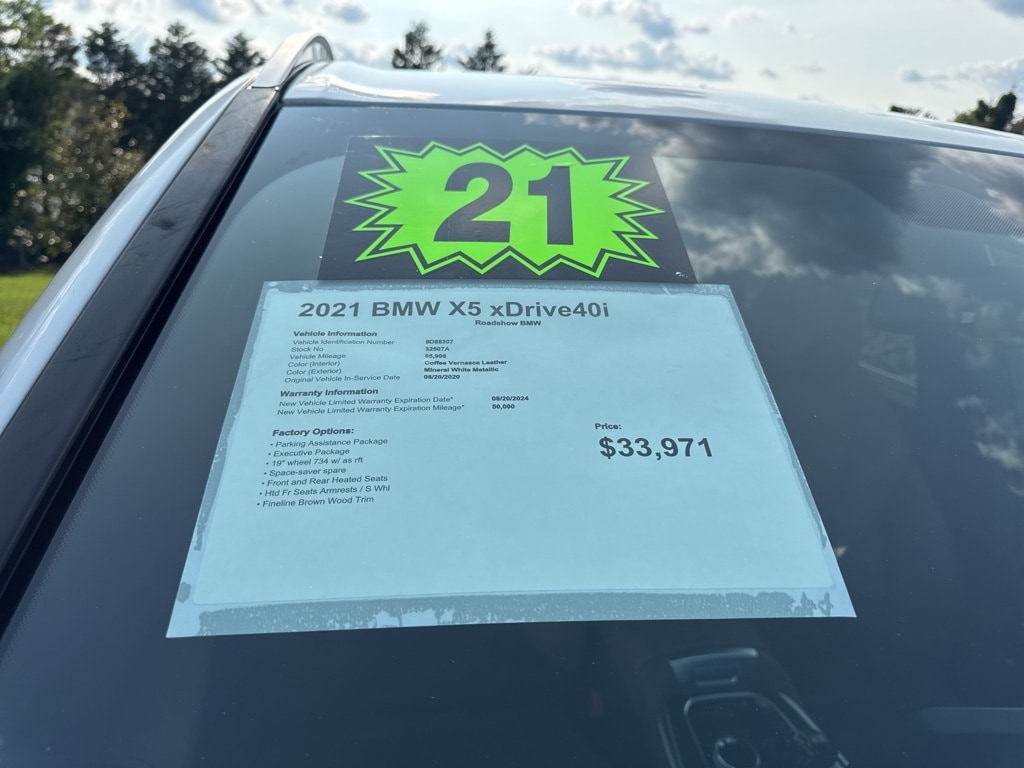 21
2021 BMW X5 xDrive40i
Roadshow BMW
Vehicle Information
Vehicle Identification Number 9D88307
Stock No 32507A
Vehicle Mileage
Color (Interior) Coffee Vernasca Leather
Color (Exterior) Mineral White Metallic
Original Vehicle In-Service Date 08/20/2020
Warranty Information
New Vehicle Limited Warranty Expiration Date* 08/20/2024
New Vehicle Limited Warranty Expiration Mileage* 50,000
Factory Options:
• Parking Assistance Package
• Executive Package
• 19" wheel 734 w/ as rft
• Space-saver spare
• Front and Rear Heated Seats
• Htd Fr Seats Armrests / S Whl
• Fineline Brown Wood Trim
Price:
$33,971